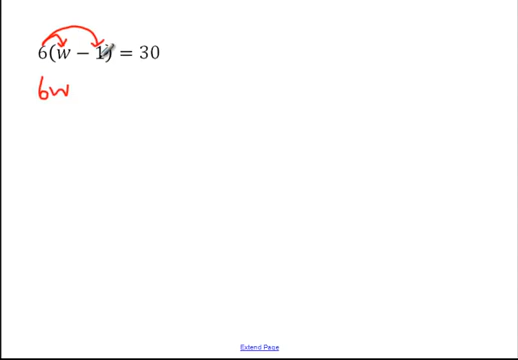 6(w − 1) = 30
6w
Extend Page